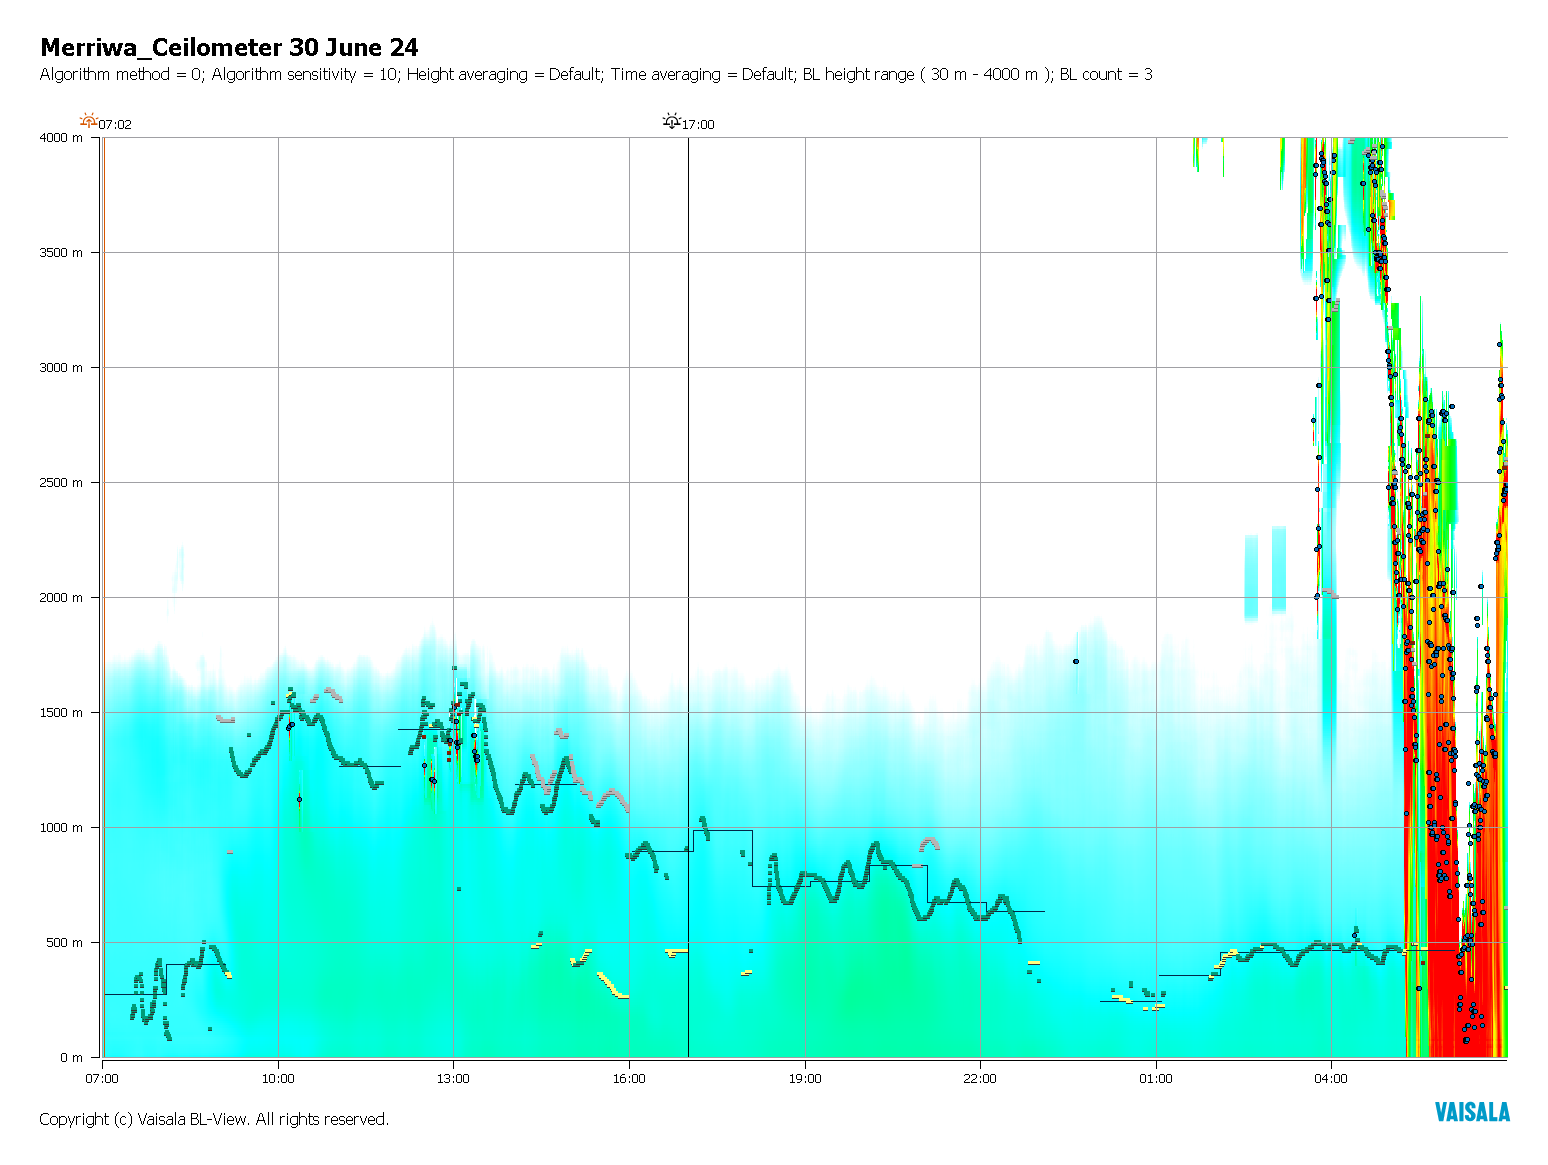 Merriwa_Ceilometer 30 June 24
Algorithm method = 0; Algorithm sensitivity = 10; Height averaging = Default; Time averaging = Default; BL height range ( 30 m - 4000 m ); BL count = 3
07:02
17:00
4000 m
3500 m
3000 m
2500 m
2000 m
1500 m
1000 m
500 m
0 m
07:00 10:00 13:00 16:00 19:00 22:00 01:00 04:00
Copyright (c) Vaisala BL-View. All rights reserved.
VAISALA